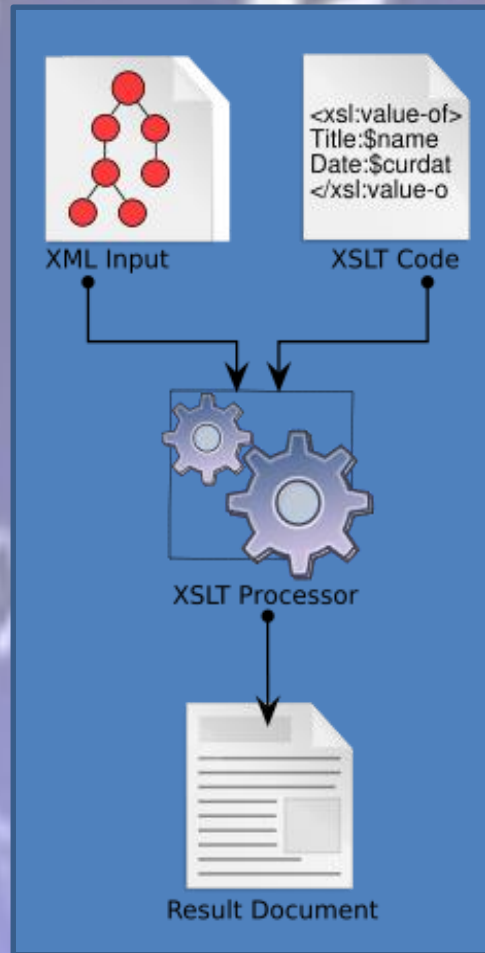 <xsl:value-of>
Title:$name
Date:$curdat
</xsl:value-o
XML Input
XSLT Code
XSLT Processor
Result Document